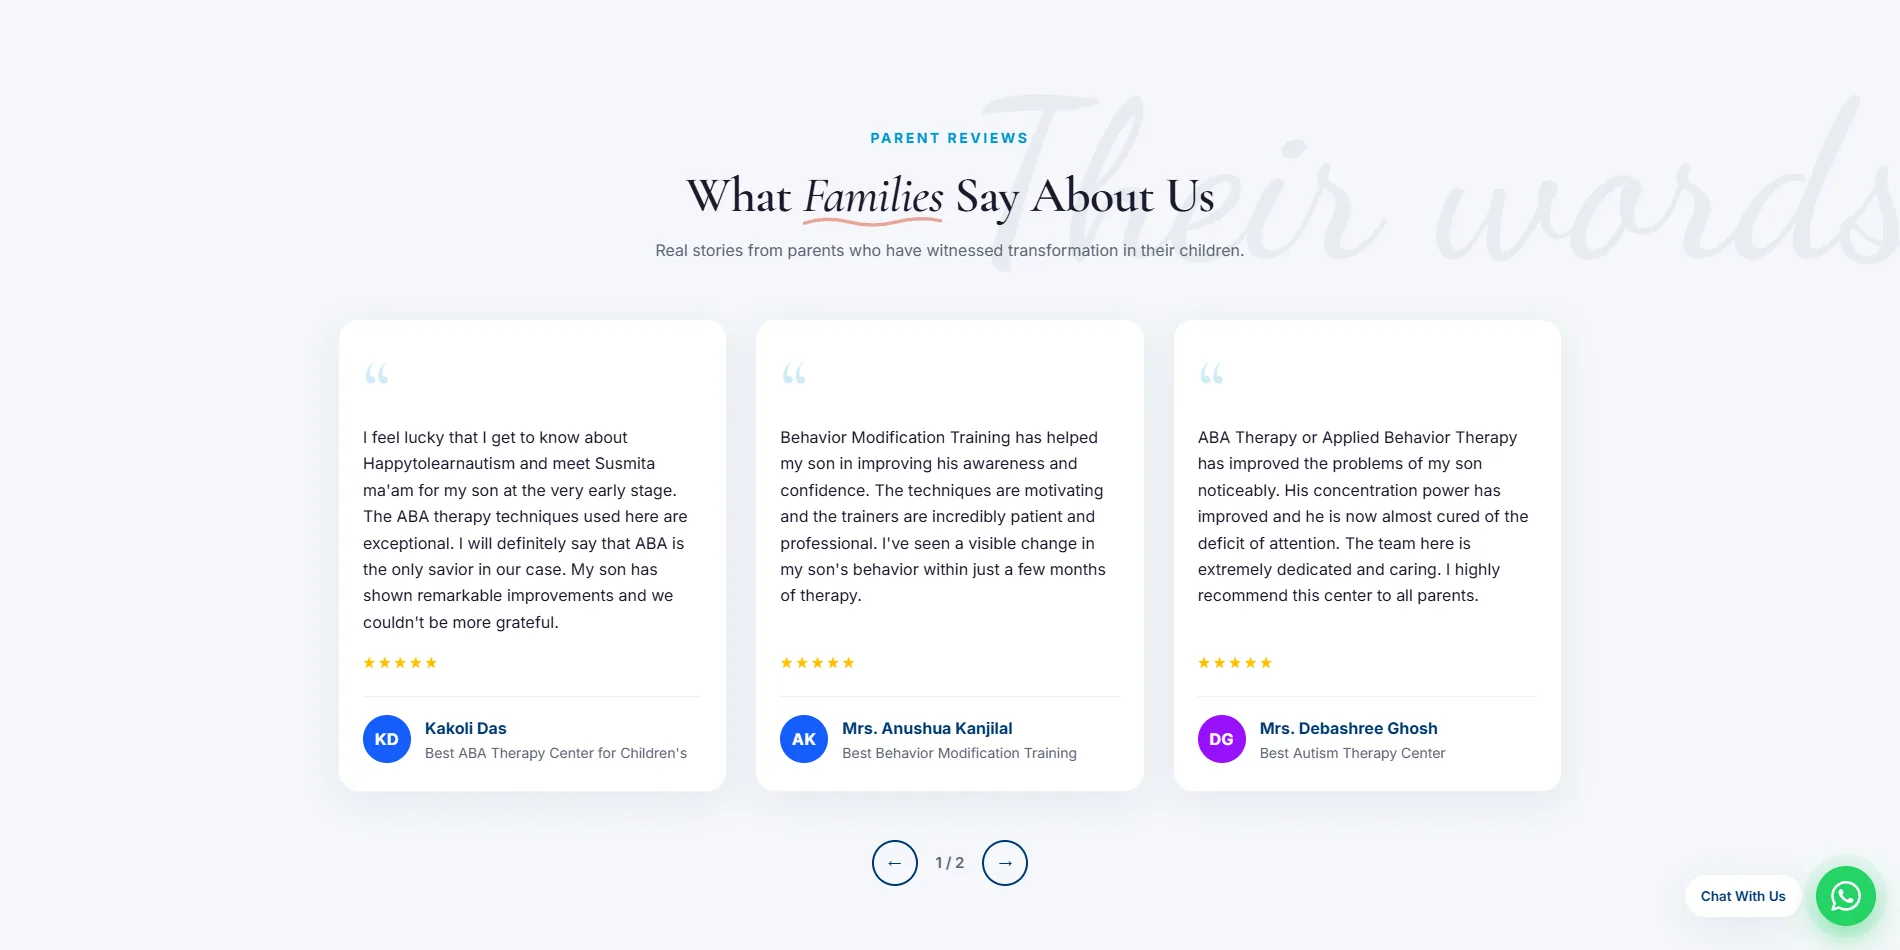 Their words
PARENT REVIEWS
What Families Say About Us
Real stories from parents who have witnessed transformation in their children.
“
I feel lucky that I get to know about
Happytolearnautism and meet Susmita
ma'am for my son at the very early stage.
The ABA therapy techniques used here are
exceptional. I will definitely say that ABA is
the only savior in our case. My son has
shown remarkable improvements and we
couldn't be more grateful.
★★★★★
KD
Kakoli Das
Best ABA Therapy Center for Children's
“
Behavior Modification Training has helped
my son in improving his awareness and
confidence. The techniques are motivating
and the trainers are incredibly patient and
professional. I've seen a visible change in
my son's behavior within just a few months
of therapy.
★★★★★
AK
Mrs. Anushua Kanjilal
Best Behavior Modification Training
“
ABA Therapy or Applied Behavior Therapy
has improved the problems of my son
noticeably. His concentration power has
improved and he is now almost cured of the
deficit of attention. The team here is
extremely dedicated and caring. I highly
recommend this center to all parents.
★★★★★
DG
Mrs. Debashree Ghosh
Best Autism Therapy Center
← 1 / 2 →
Chat With Us